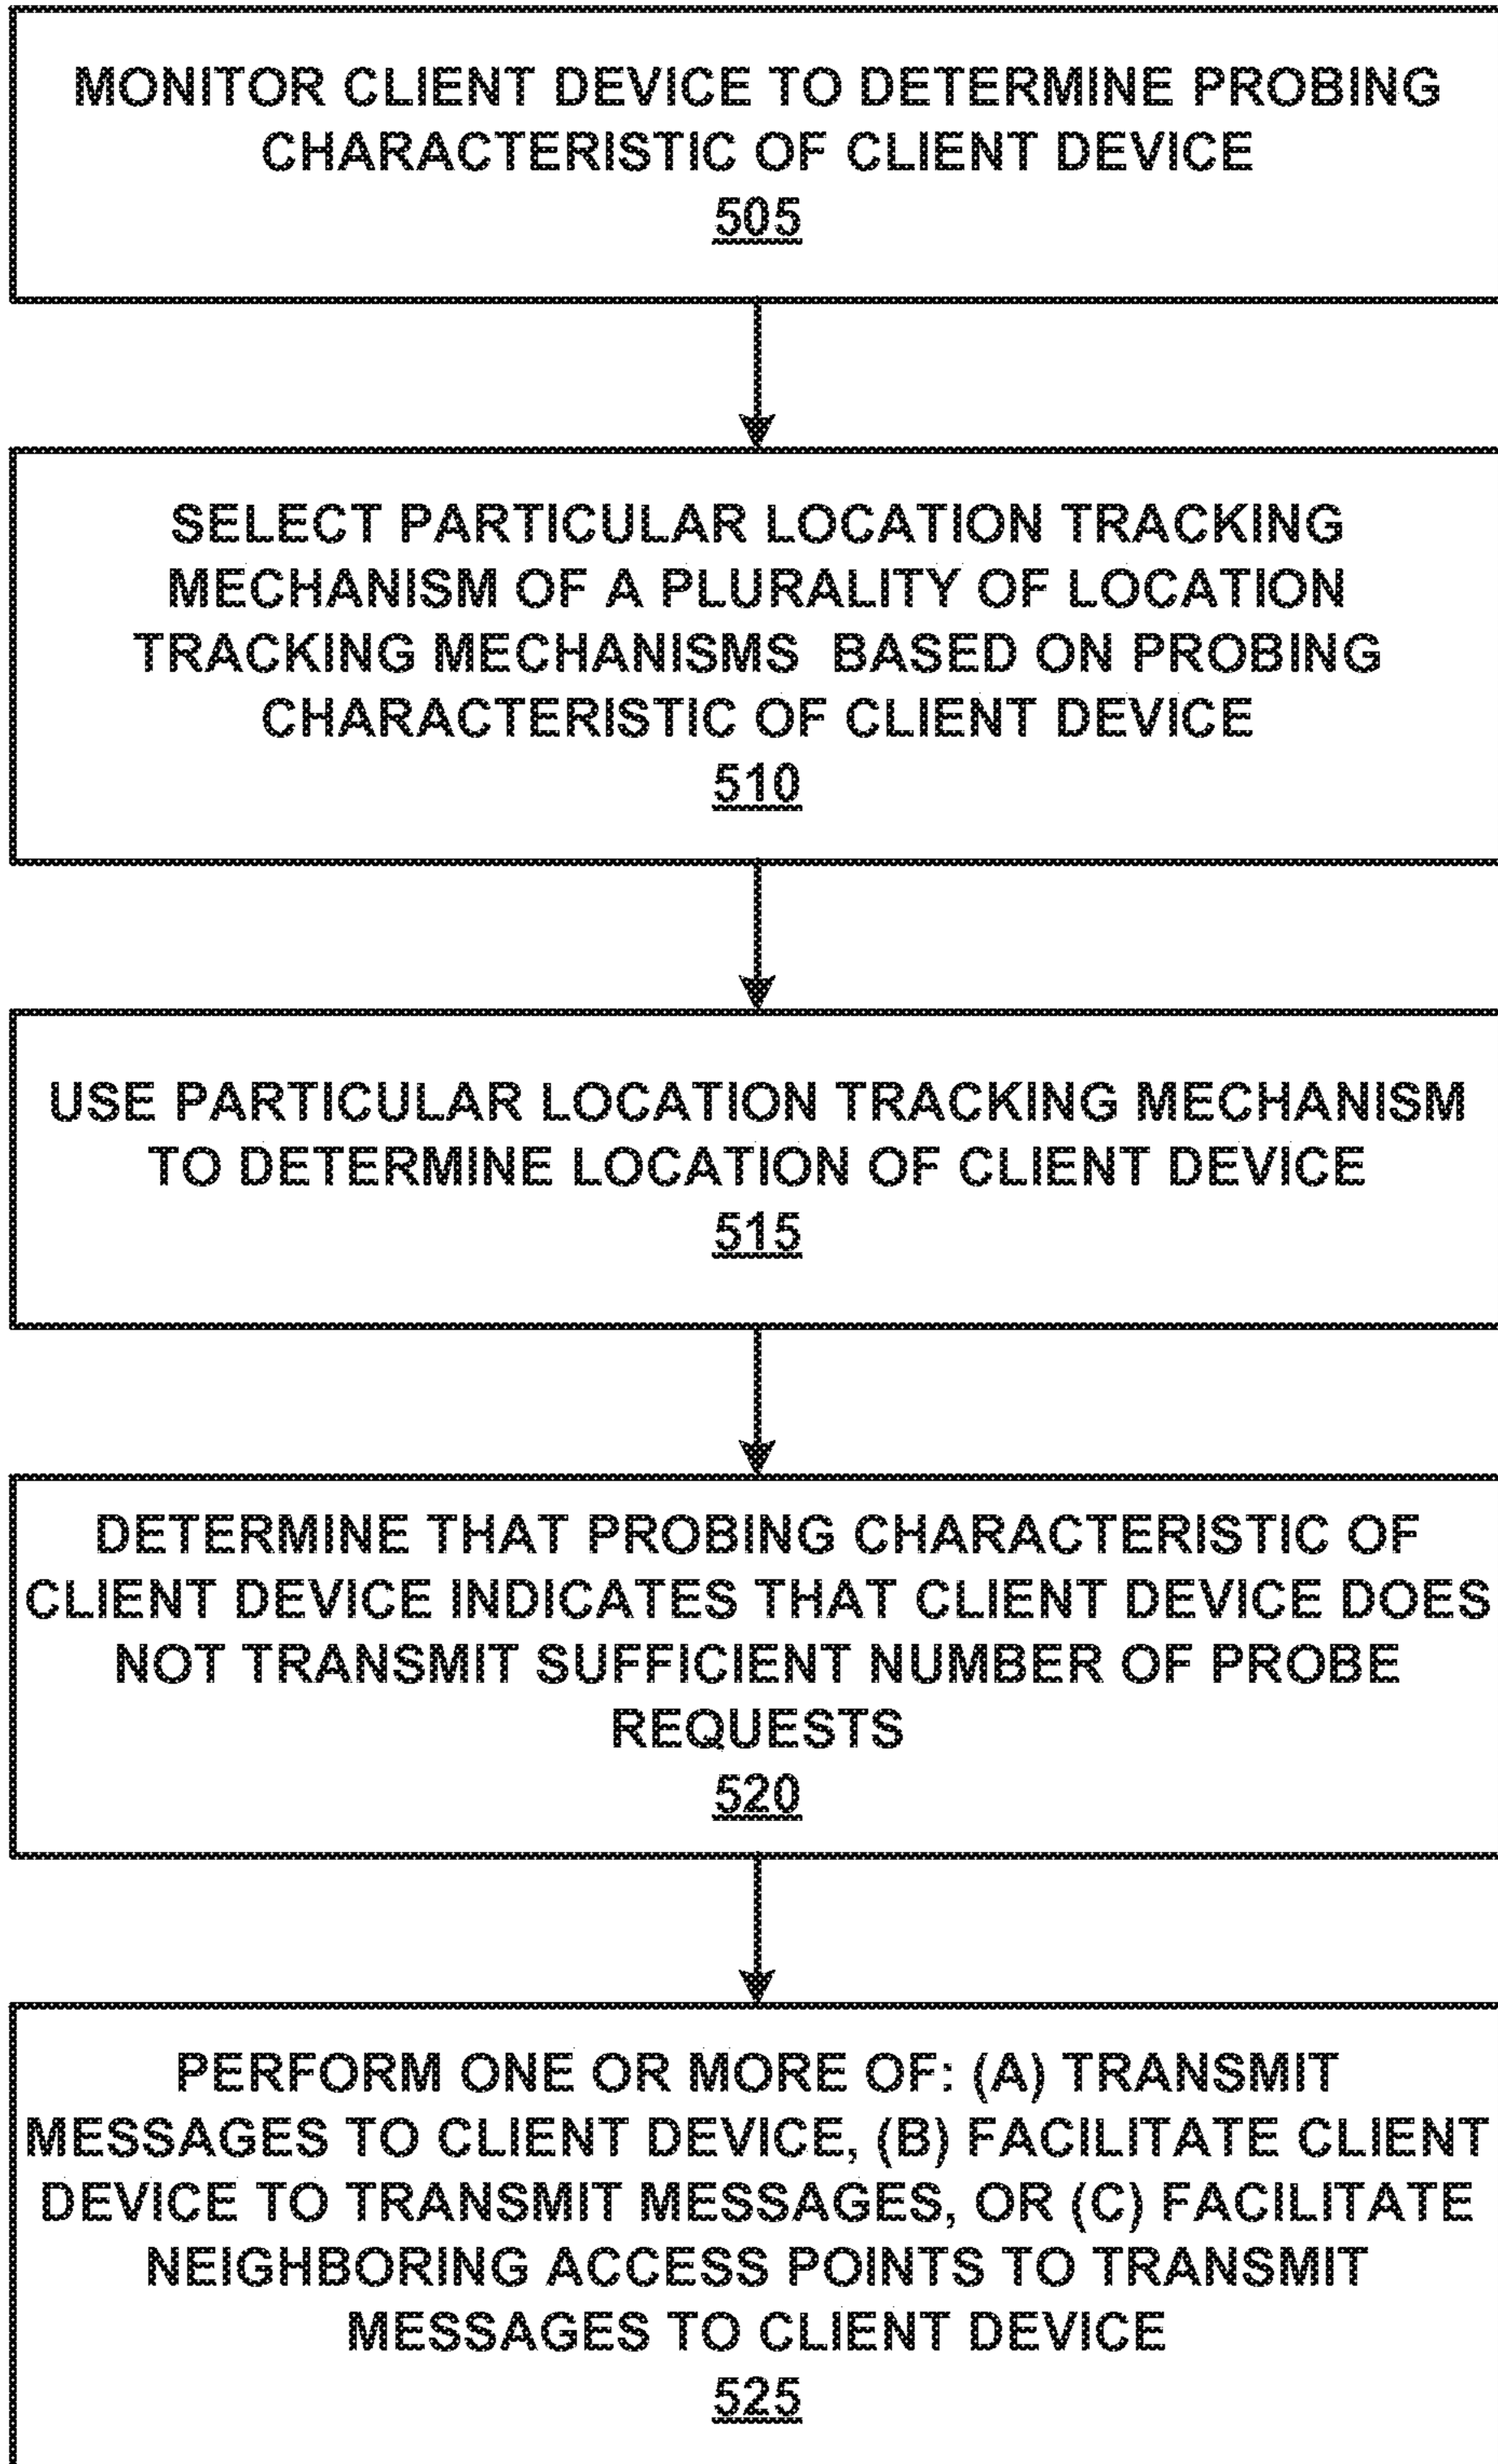 MONITOR CLIENT DEVICE TO DETERMINE PROBING
CHARACTERISTIC OF CLIENT DEVICE
505
SELECT PARTICULAR LOCATION TRACKING
MECHANISM OF A PLURALITY OF LOCATION
TRACKING MECHANISMS BASED ON PROBING
CHARACTERISTIC OF CLIENT DEVICE
510
USE PARTICULAR LOCATION TRACKING MECHANISM
TO DETERMINE LOCATION OF CLIENT DEVICE
515
DETERMINE THAT PROBING CHARACTERISTIC OF
CLIENT DEVICE INDICATES THAT CLIENT DEVICE DOES
NOT TRANSMIT SUFFICIENT NUMBER OF PROBE
REQUESTS
520
PERFORM ONE OR MORE OF: (A) TRANSMIT
MESSAGES TO CLIENT DEVICE, (B) FACILITATE CLIENT
DEVICE TO TRANSMIT MESSAGES, OR (C) FACILITATE
NEIGHBORING ACCESS POINTS TO TRANSMIT
MESSAGES TO CLIENT DEVICE
525